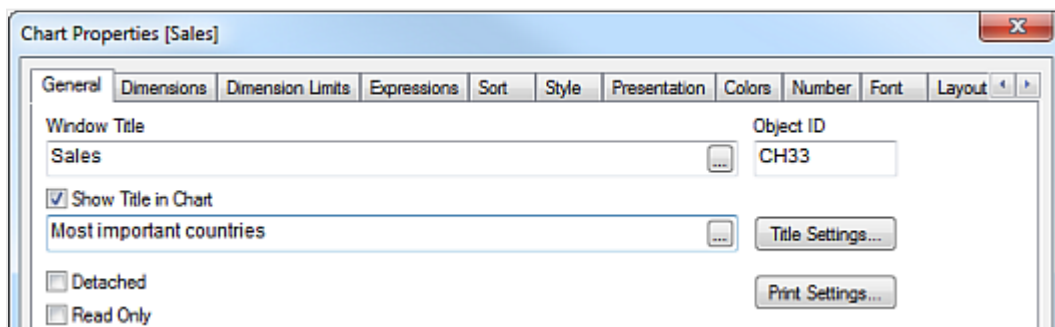 Chart Properties [Sales]
General Dimensions Dimension Limits Expressions Sort Style Presentation Colors Number Font Layout
Window Title Object ID
Sales ... CH33
Show Title in Chart
Most important countries ... Title Settings...
Detached Print Settings...
Read Only